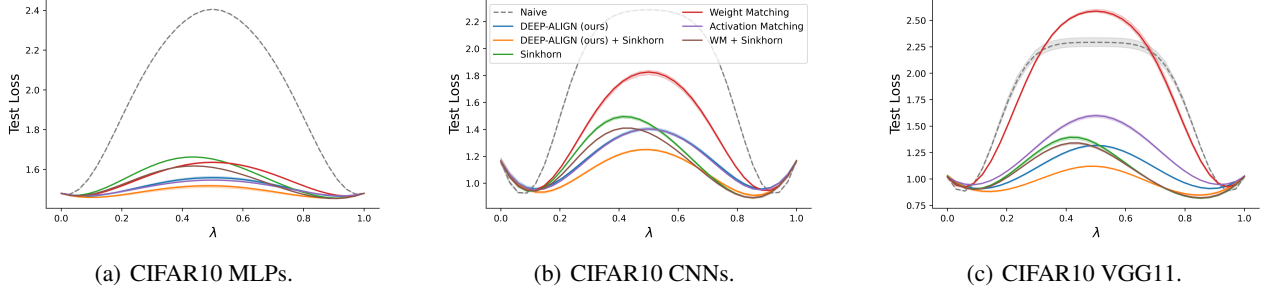 Test Loss
2.4
2.2
2.0
1.8
1.6
0.0 0.2 0.4 0.6 0.8 1.0
λ
(a) CIFAR10 MLPs.
Test Loss
2.2
2.0
1.8
1.6
1.4
1.2
1.0
Naive
DEEP-ALIGN (ours)
DEEP-ALIGN (ours) + Sinkhorn
Sinkhorn
Weight Matching
Activation Matching
WM + Sinkhorn
0.0 0.2 0.4 0.6 0.8 1.0
λ
(b) CIFAR10 CNNs.
Test Loss
2.50
2.25
2.00
1.75
1.50
1.25
1.00
0.75
0.0 0.2 0.4 0.6 0.8 1.0
λ
(c) CIFAR10 VGG11.